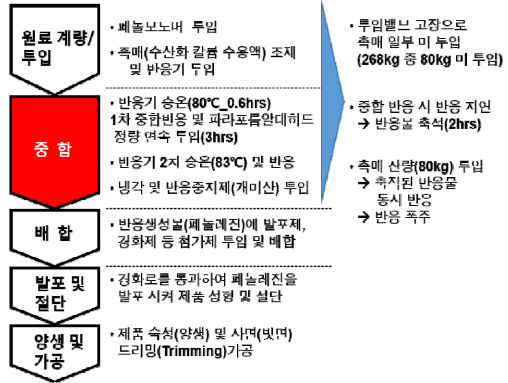 원료 계량/
투입
• 페놀모노머 투입
• 촉매(수산화 칼륨 수용액) 조제
및 반응기 투입
중 합
• 반응기 승온(80℃_0.6hrs)
1차 중합반응 및 파라포름알데히드
정량 연속 투입(3hrs)
• 반응기 2차 승온(83℃) 및 반응
• 냉각 및 반응중지제(개미산) 투입
배 합
• 반응생성물(페놀레진)에 발포제,
경화제 등 첨가제 투입 및 배합
발포 및
절단
• 경화로를 통과하여 페놀레진을
발포 시켜 제품 성형 및 절단
양생 및
가공
• 제품 숙성(양생) 및 사면(빗면)
드리밍(Trimming)가공
• 투입밸브 고장으로
촉매 일부 미 투입
(268kg 중 80kg 미 투입)
• 중합 반응 시 반응 지연
→ 반응물 축적(2hrs)
• 촉매 잔량(80kg) 투입
→ 축적된 반응물
동시 반응
→ 반응 폭주